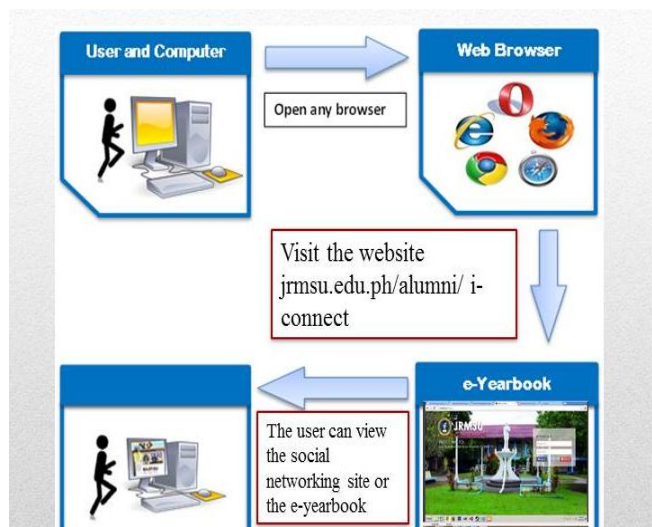 User and Computer
Open any browser
Web Browser
Visit the website
jrmsu.edu.ph/alumni/ i-
connect
e-Yearbook
JRMSU
The user can view
the social
networking site or
the e-yearbook